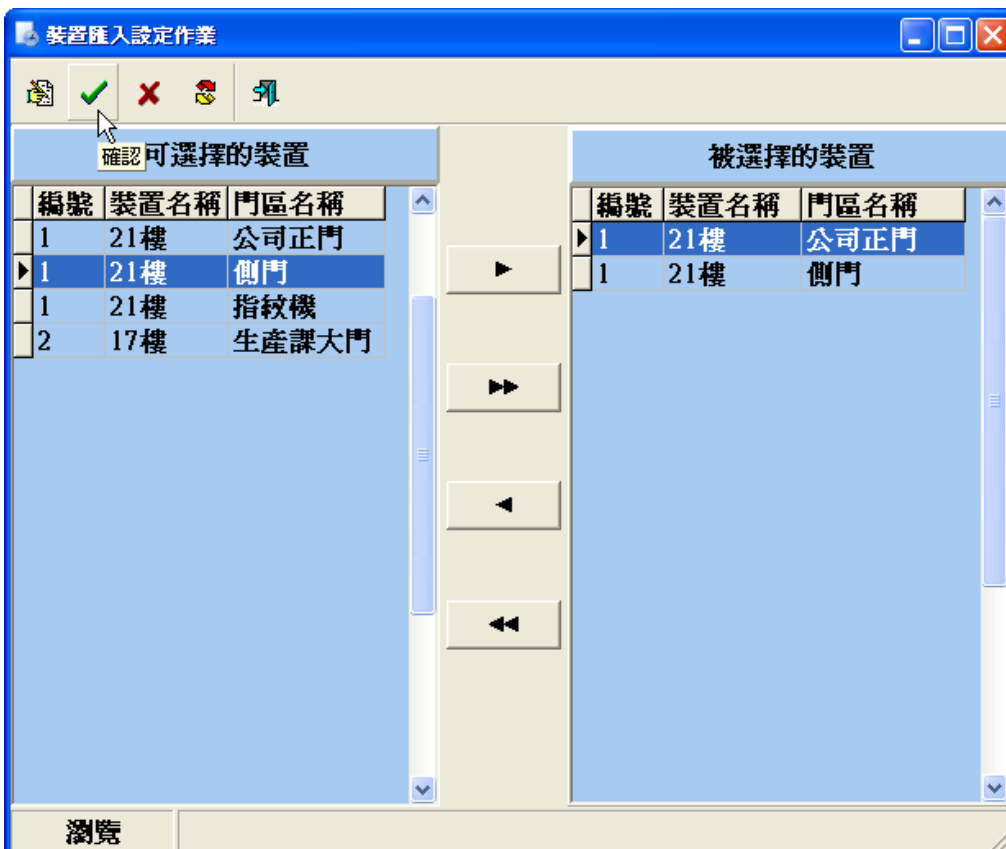 裝置匯入設定作業
確認
可選擇的裝置
編號 裝置名稱 門區名稱
1 21樓 公司正門
1 21樓 側門
1 21樓 指紋機
2 17樓 生產課大門
被選擇的裝置
編號 裝置名稱 門區名稱
1 21樓 公司正門
1 21樓 側門
瀏覽